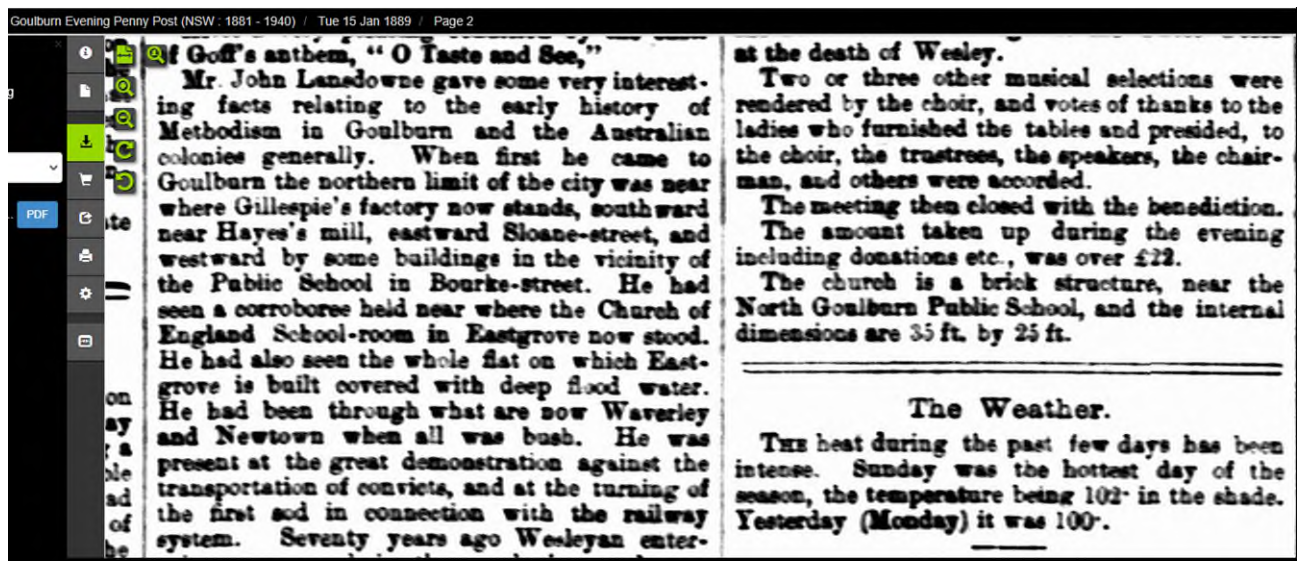 Goulburn Evening Penny Post (NSW : 1881 - 1940) / Tue 15 Jan 1889 / Page 2
PDF
of Goff's anthem, "O Taste and See,"
Mr. John Lansdowne gave some very interest-
ing facts relating to the early history of
Methodism in Goulburn and the Australian
colonies generally. When first he came to
Goulburn the northern limit of the city was near
where Gillespie's factory now stands, southward
near Hayes's mill, eastward Sloane-street, and
westward by some buildings in the vicinity of
the Public School in Bourke-street. He had
seen a corroboree held near where the Church of
England School-room in Eastgrove now stood.
He had also seen the whole flat on which East-
grove is built covered with deep flood water.
He had been through what are now Waverley
and Newtown when all was bush. He was
present at the great demonstration against the
transportation of convicts, and at the turning of
the first sod in connection with the railway
system. Seventy years ago Wesleyan enter-
at the death of Wesley.
Two or three other musical selections were
rendered by the choir, and votes of thanks to the
ladies who furnished the tables and presided, to
the choir, the trustrees, the speakers, the chair-
man, and others were accorded.
The meeting then closed with the benediction.
The amount taken up during the evening
including donations etc., was over £22.
The church is a brick structure, near the
North Goulburn Public School, and the internal
dimensions are 35 ft. by 25 ft.
The Weather.
THE heat during the past few days has been
intense. Sunday was the hottest day of the
season, the temperature being 102· in the shade.
Yesterday (Monday) it was 100·.